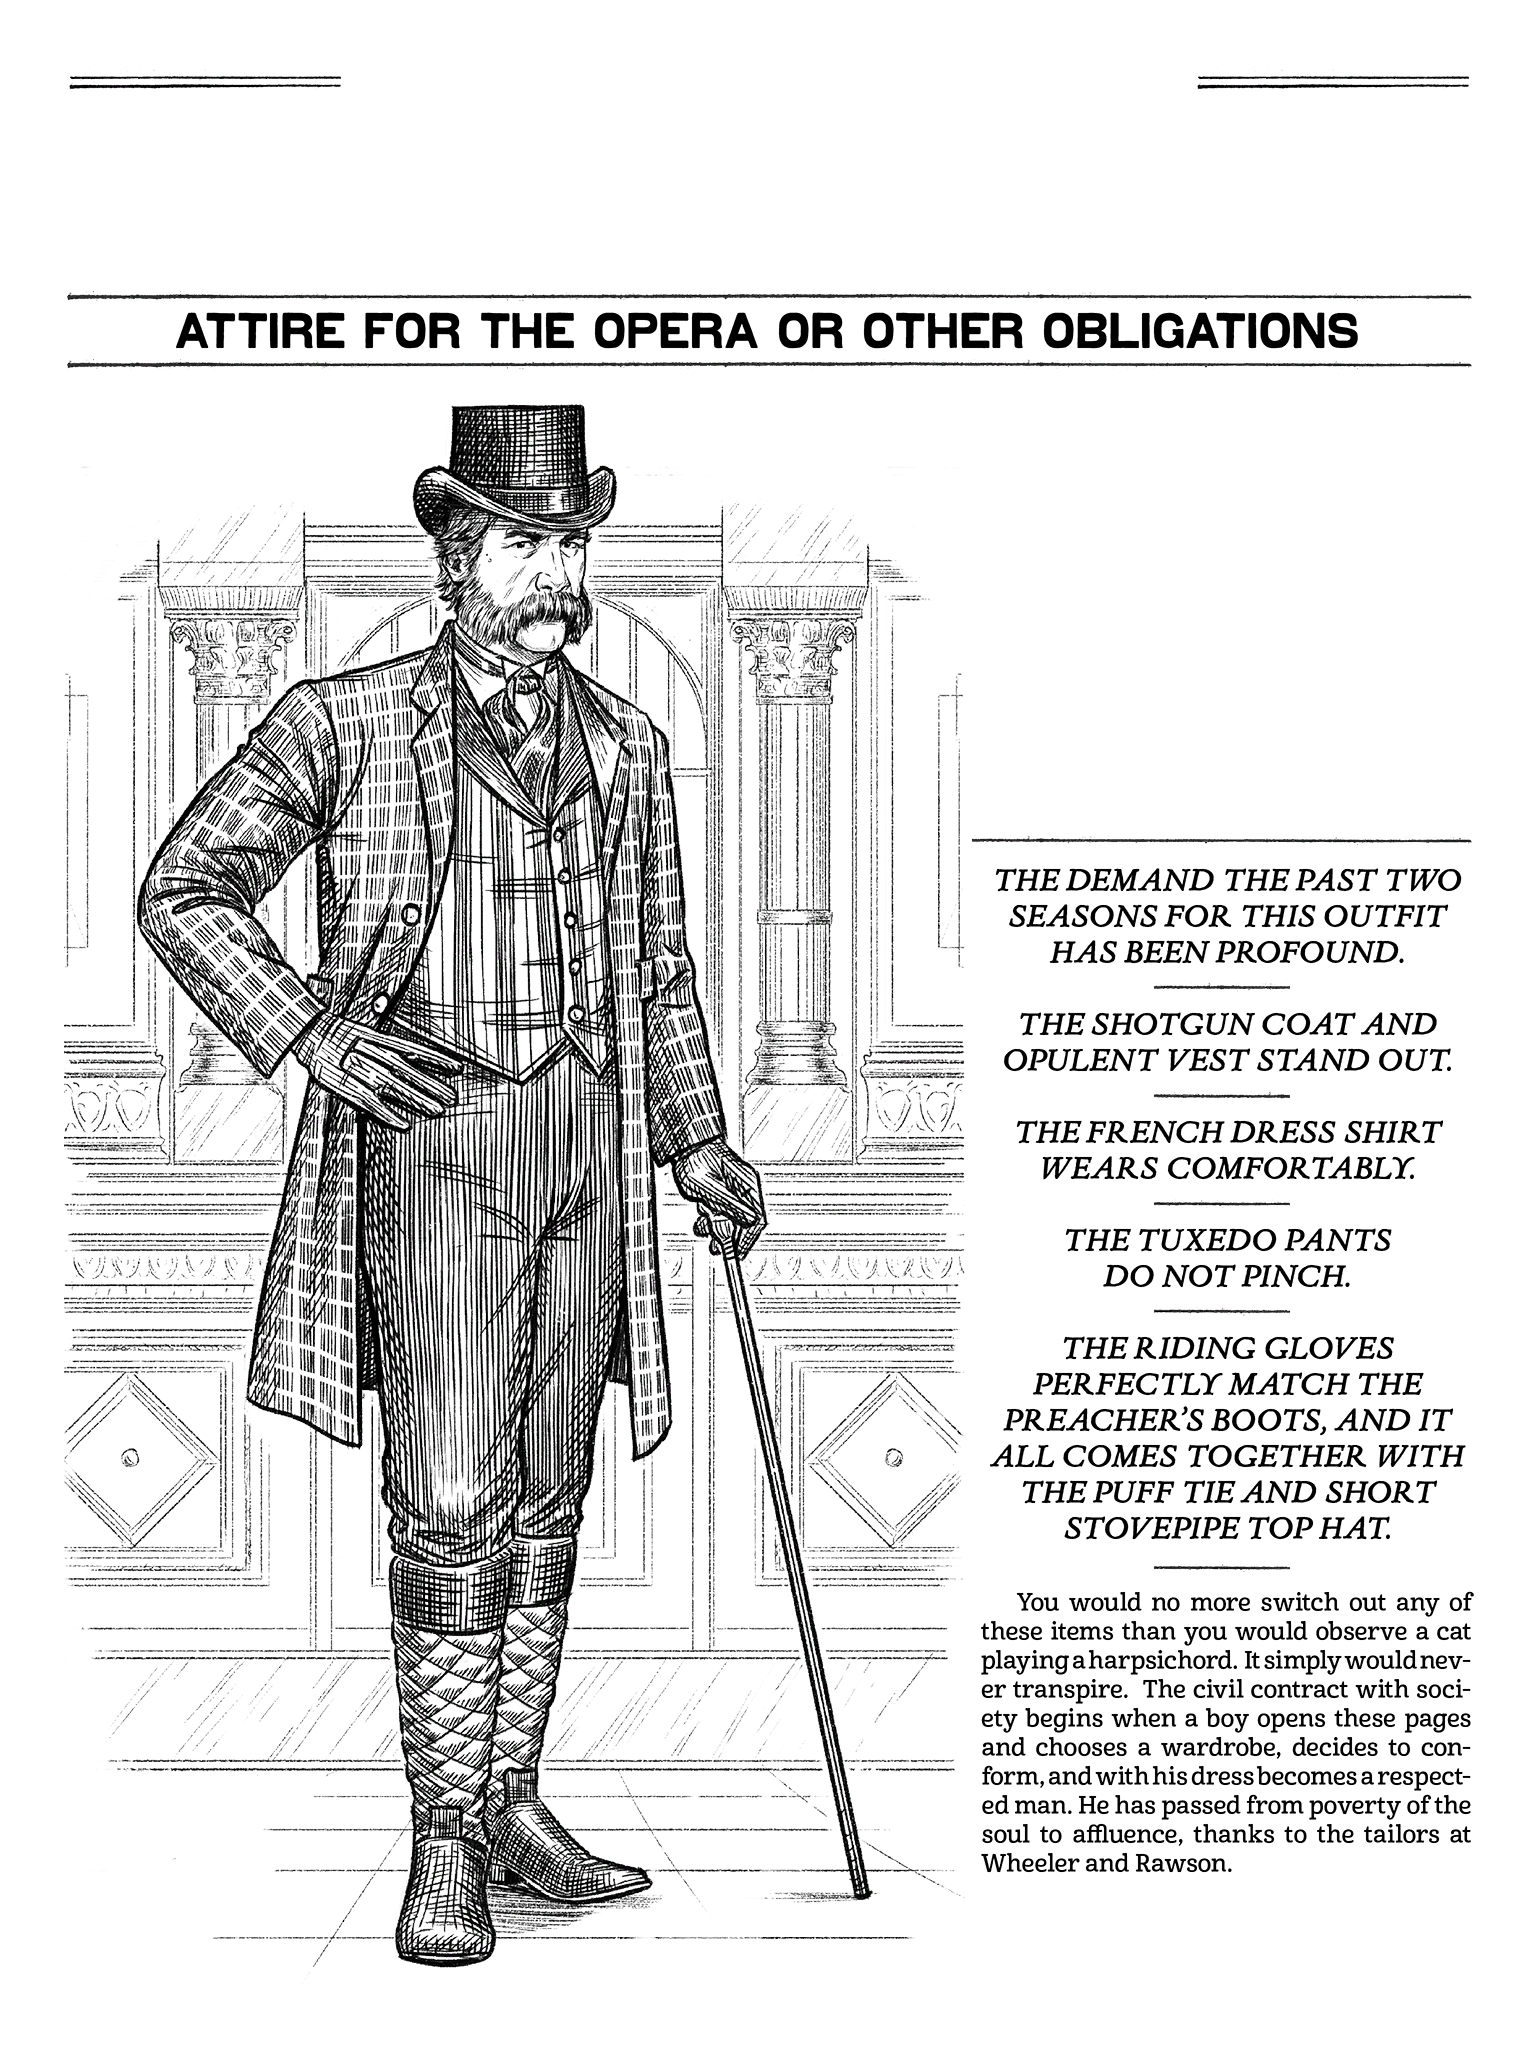 ATTIRE FOR THE OPERA OR OTHER OBLIGATIONS
THE DEMAND THE PAST TWO
SEASONS FOR THIS OUTFIT
HAS BEEN PROFOUND.
THE SHOTGUN COAT AND
OPULENT VEST STAND OUT.
THE FRENCH DRESS SHIRT
WEARS COMFORTABLY.
THE TUXEDO PANTS
DO NOT PINCH.
THE RIDING GLOVES
PERFECTLY MATCH THE
PREACHER'S BOOTS, AND IT
ALL COMES TOGETHER WITH
THE PUFF TIE AND SHORT
STOVEPIPE TOP HAT.
You would no more switch out any of
these items than you would observe a cat
playing a harpsichord. It simply would nev-
er transpire. The civil contract with soci-
ety begins when a boy opens these pages
and chooses a wardrobe, decides to con-
form, and with his dress becomes a respect-
ed man. He has passed from poverty of the
soul to affluence, thanks to the tailors at
Wheeler and Rawson.